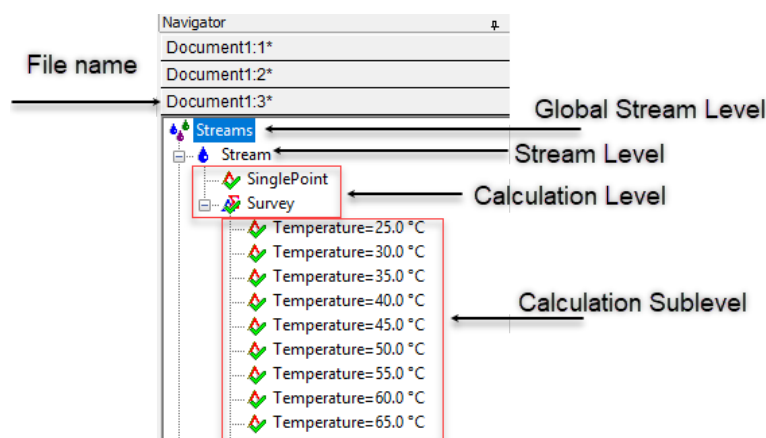 Navigator
Document1:1*
File name
Document1:2*
Document1:3*
Global Stream Level
Streams
Stream
Stream Level
SinglePoint
Calculation Level
Survey
Temperature=25.0 °C
Temperature=30.0 °C
Temperature=35.0 °C
Temperature=40.0 °C
Calculation Sublevel
Temperature=45.0 °C
Temperature=50.0 °C
Temperature=55.0 °C
Temperature=60.0 °C
Temperature=65.0 °C